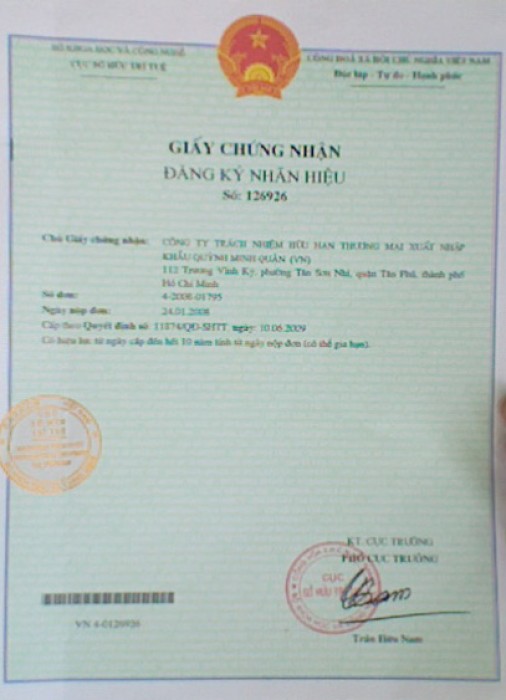 BỘ KHOA HỌC VÀ CÔNG NGHỆ
CỤC SỞ HỮU TRÍ TUỆ
CỘNG HOÀ XÃ HỘI CHỦ NGHĨA VIỆT NAM
Độc lập - Tự do - Hạnh phúc
GIẤY CHỨNG NHẬN
ĐĂNG KÝ NHÃN HIỆU
Số: 126926
Chủ Giấy chứng nhận: CÔNG TY TRÁCH NHIỆM HỮU HẠN THƯƠNG MẠI XUẤT NHẬP
KHẨU QUỲNH MINH QUÂN (VN)
112 Trương Vĩnh Ký, phường Tân Sơn Nhì, quận Tân Phú, thành phố
Hồ Chí Minh
Số đơn: 4-2008-01795
Ngày nộp đơn: 24.01.2008
Cấp theo Quyết định số: 11874/QĐ-SHTT, ngày: 10.06.2009
Có hiệu lực từ ngày cấp đến hết 10 năm tính từ ngày nộp đơn (có thể gia hạn).
KT. CỤC TRƯỞNG
PHÓ CỤC TRƯỞNG
CỤC
SỞ HỮU
VN 4-0126926
Trần Hữu Nam